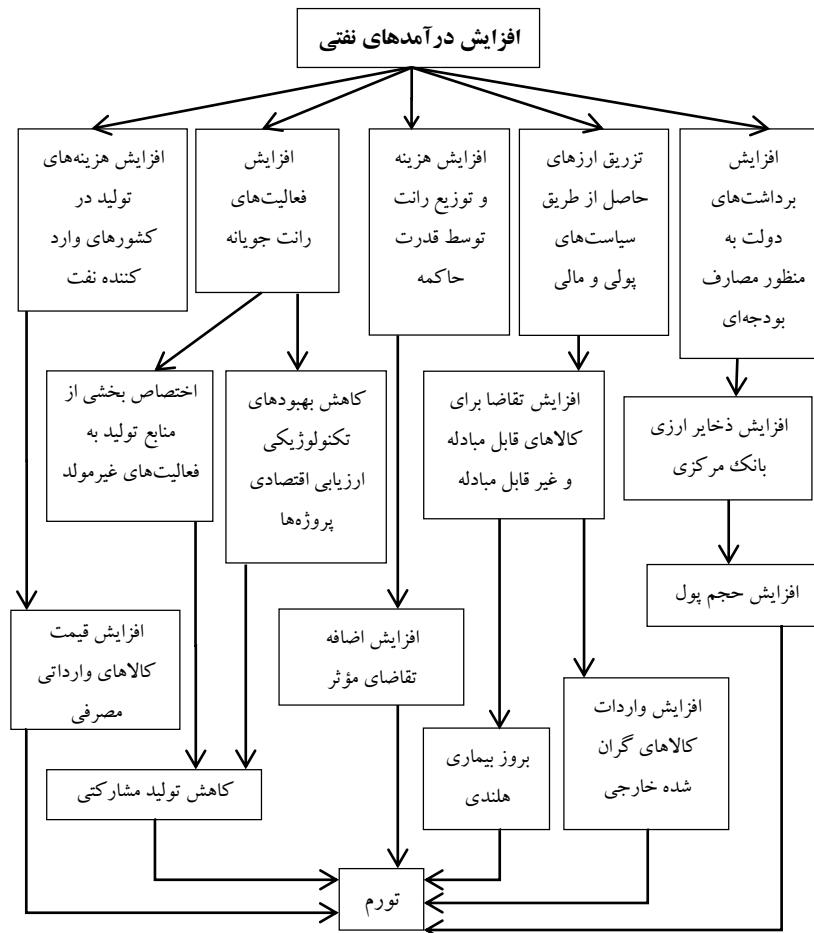 افزایش درآمدهای نفتی
افزایش
برداشت‌های
دولت به
منظور مصارف
بودجه‌ای
تزریق ارزهای
حاصل از طریق
سیاست‌های
پولی و مالی
افزایش هزینه
و توزیع رانت
توسط قدرت
حاکمه
افزایش
فعالیت‌های
رانت جویانه
افزایش هزینه‌های
تولید در
کشورهای وارد
کننده نفت
افزایش ذخایر ارزی
بانک مرکزی
افزایش تقاضا برای
کالاهای قابل مبادله
و غیر قابل مبادله
کاهش بهبودهای
تکنولوژیکی
ارزیابی اقتصادی
پروژه‌ها
اختصاص بخشی از
منابع تولید به
فعالیت‌های غیرمولد
افزایش حجم پول
افزایش اضافه
تقاضای مؤثر
افزایش قیمت
کالاهای وارداتی
مصرفی
افزایش واردات
کالاهای گران
شده خارجی
بروز بیماری
هلندی
کاهش تولید مشارکتی
تورم